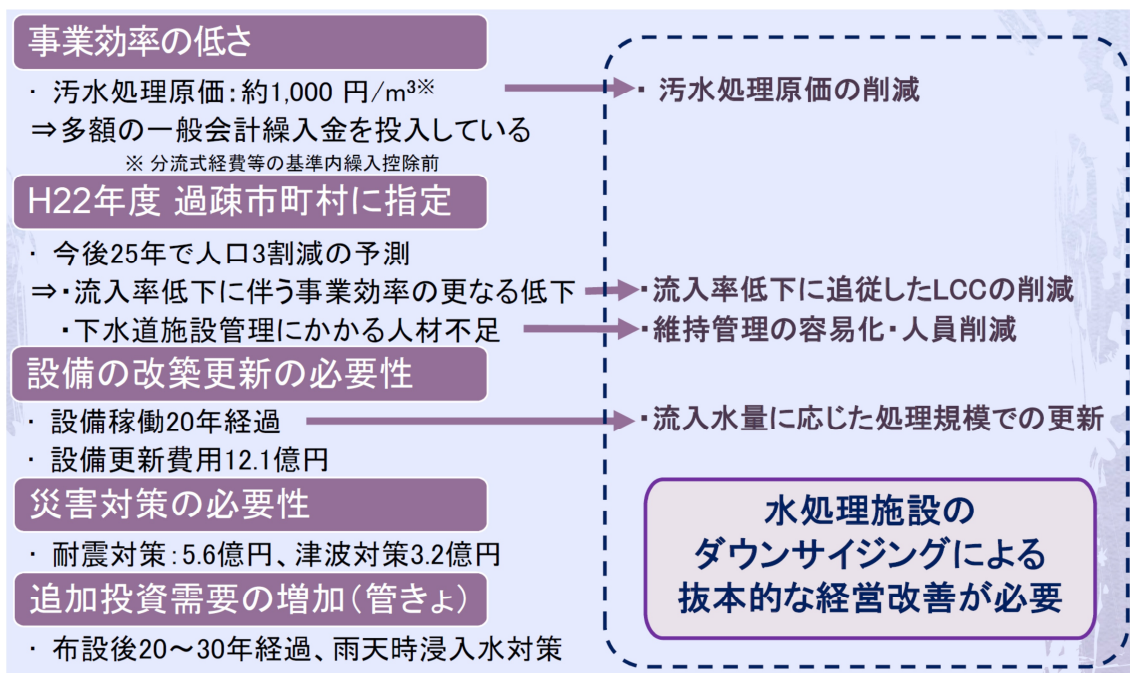 事業効率の低さ
・ 汚水処理原価:約1,000 円/m³※
⇒多額の一般会計繰入金を投入している
※ 分流式経費等の基準内繰入控除前
H22年度 過疎市町村に指定
・ 今後25年で人口3割減の予測
⇒・流入率低下に伴う事業効率の更なる低下
・下水道施設管理にかかる人材不足
設備の改築更新の必要性
・ 設備稼働20年経過
・ 設備更新費用12.1億円
災害対策の必要性
・ 耐震対策:5.6億円、津波対策3.2億円
追加投資需要の増加(管きょ)
・ 布設後20～30年経過、雨天時浸入水対策
・ 汚水処理原価の削減
・流入率低下に追従したLCCの削減
・維持管理の容易化・人員削減
・流入水量に応じた処理規模での更新
水処理施設の
ダウンサイジングによる
抜本的な経営改善が必要